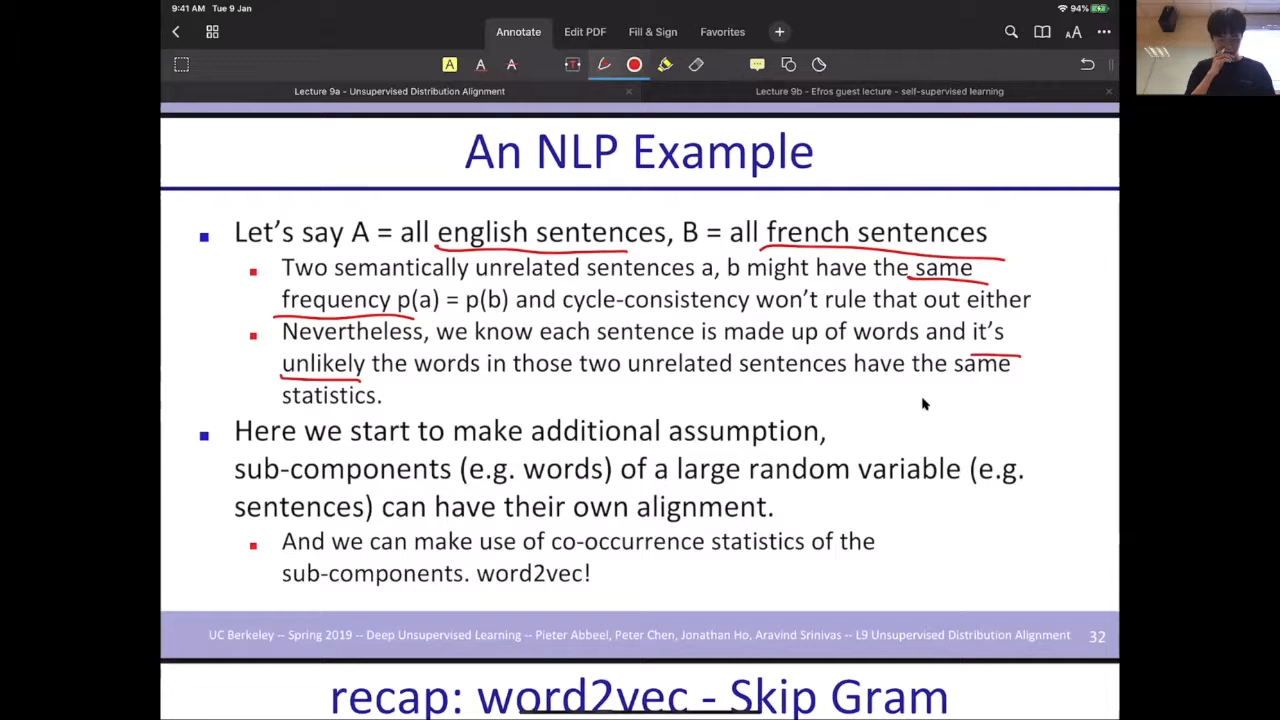 9:41 AM Tue 9 Jan
94%
Annotate Edit PDF Fill & Sign Favorites
Lecture 9a - Unsupervised Distribution Alignment
Lecture 9b - Efros guest lecture - self-supervised learning
An NLP Example
Let's say A = all english sentences, B = all french sentences
Two semantically unrelated sentences a, b might have the same
frequency p(a) = p(b) and cycle-consistency won't rule that out either
Nevertheless, we know each sentence is made up of words and it's
unlikely the words in those two unrelated sentences have the same
statistics.
Here we start to make additional assumption,
sub-components (e.g. words) of a large random variable (e.g.
sentences) can have their own alignment.
And we can make use of co-occurrence statistics of the
sub-components. word2vec!
UC Berkeley -- Spring 2019 -- Deep Unsupervised Learning -- Pieter Abbeel, Peter Chen, Jonathan Ho, Aravind Srinivas -- L9 Unsupervised Distribution Alignment
32
recap: word2vec - Skip Gram